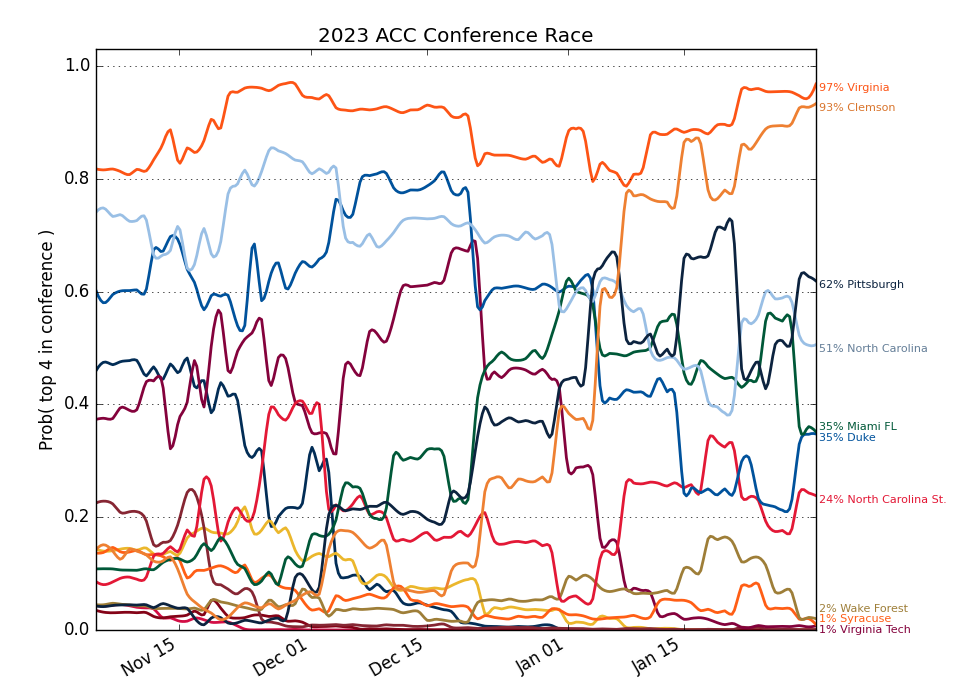 2023 ACC Conference Race
Prob( top 4 in conference )
1.0
0.8
0.6
0.4
0.2
0.0
Nov 15
Dec 01
Dec 15
Jan 01
Jan 15
97% Virginia
93% Clemson
62% Pittsburgh
51% North Carolina
35% Miami FL
35% Duke
24% North Carolina St.
2% Wake Forest
1% Syracuse
1% Virginia Tech